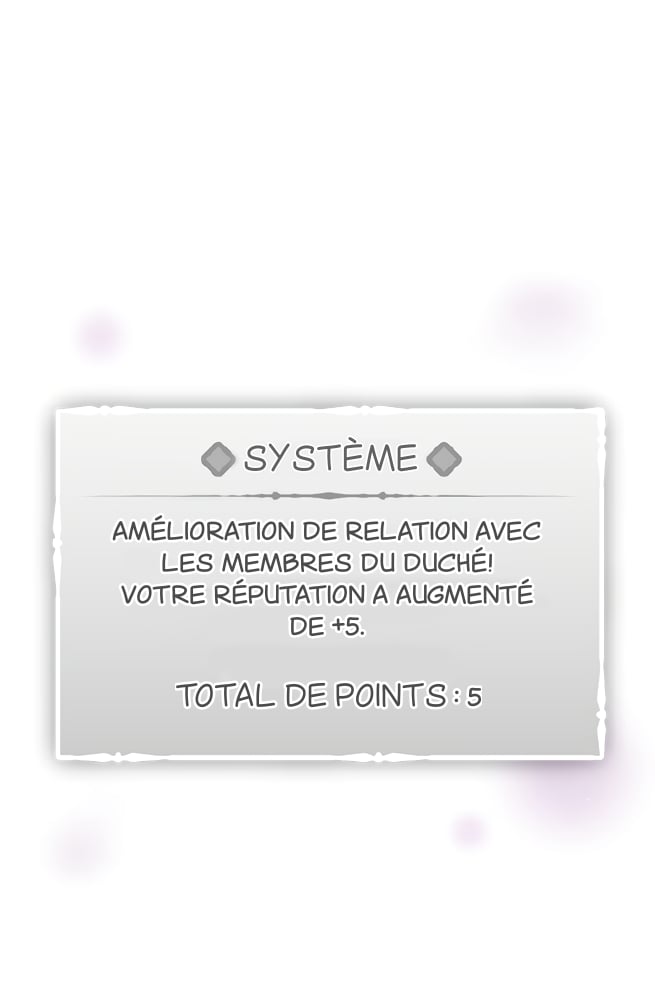 SYSTÈME
AMÉLIORATION DE RELATION AVEC
LES MEMBRES DU DUCHÉ!
VOTRE RÉPUTATION A AUGMENTÉ
DE +5.
TOTAL DE POINTS : 5